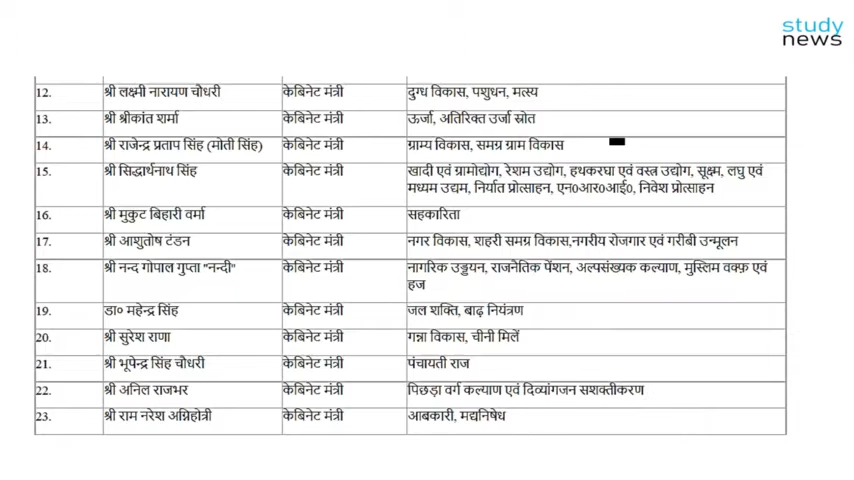 study
news
12. श्री लक्ष्मी नारायण चौधरी केबिनेट मंत्री दुग्ध विकास, पशुधन, मत्स्य
13. श्री श्रीकांत शर्मा केबिनेट मंत्री ऊर्जा, अतिरिक्त उर्जा स्रोत
14. श्री राजेन्द्र प्रताप सिंह (मोती सिंह) केबिनेट मंत्री ग्राम्य विकास, समग्र ग्राम विकास
15. श्री सिद्धार्थनाथ सिंह केबिनेट मंत्री खादी एवं ग्रामोद्योग, रेशम उद्योग, हथकरघा एवं वस्त्र उद्योग, सूक्ष्म, लघु एवं
मध्यम उद्यम, निर्यात प्रोत्साहन, एन0आर0आई0, निवेश प्रोत्साहन
16. श्री मुकुट बिहारी वर्मा केबिनेट मंत्री सहकारिता
17. श्री आशुतोष टंडन केबिनेट मंत्री नगर विकास, शहरी समग्र विकास,नगरीय रोजगार एवं गरीबी उन्मूलन
18. श्री नन्द गोपाल गुप्ता "नन्दी" केबिनेट मंत्री नागरिक उड्डयन, राजनैतिक पेंशन, अल्पसंख्यक कल्याण, मुस्लिम वक्फ़ एवं
हज
19. डा० महेन्द्र सिंह केबिनेट मंत्री जल शक्ति, बाढ़ नियंत्रण
20. श्री सुरेश राणा केबिनेट मंत्री गन्ना विकास, चीनी मिलें
21. श्री भूपेन्द्र सिंह चौधरी केबिनेट मंत्री पंचायती राज
22. श्री अनिल राजभर केबिनेट मंत्री पिछड़ा वर्ग कल्याण एवं दिव्यांगजन सशक्तीकरण
23. श्री राम नरेश अग्निहोत्री केबिनेट मंत्री आबकारी, मद्यनिषेध